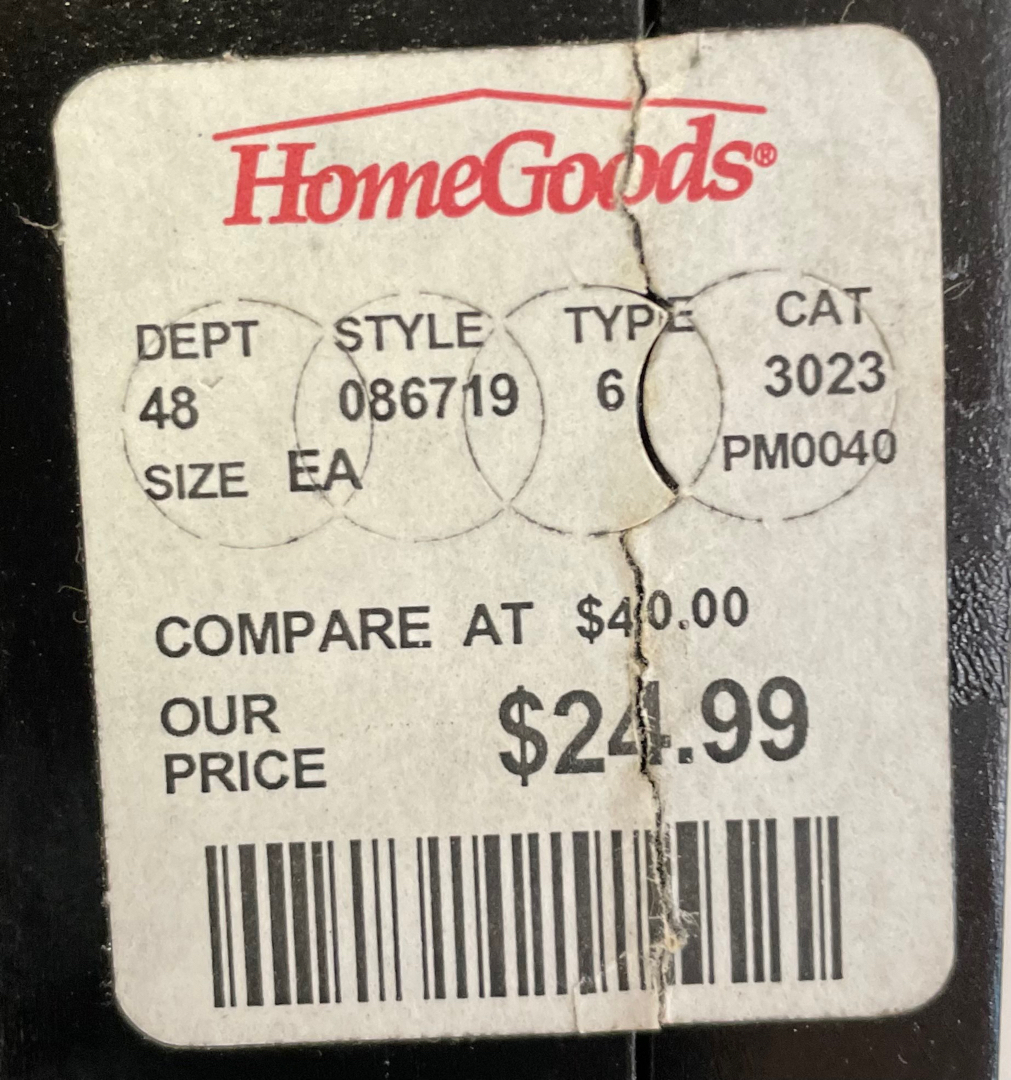 HomeGoods®
DEPT STYLE TYPE CAT
48 086719 6 3023
SIZE EA PM0040
COMPARE AT $40.00
OUR
PRICE $24.99